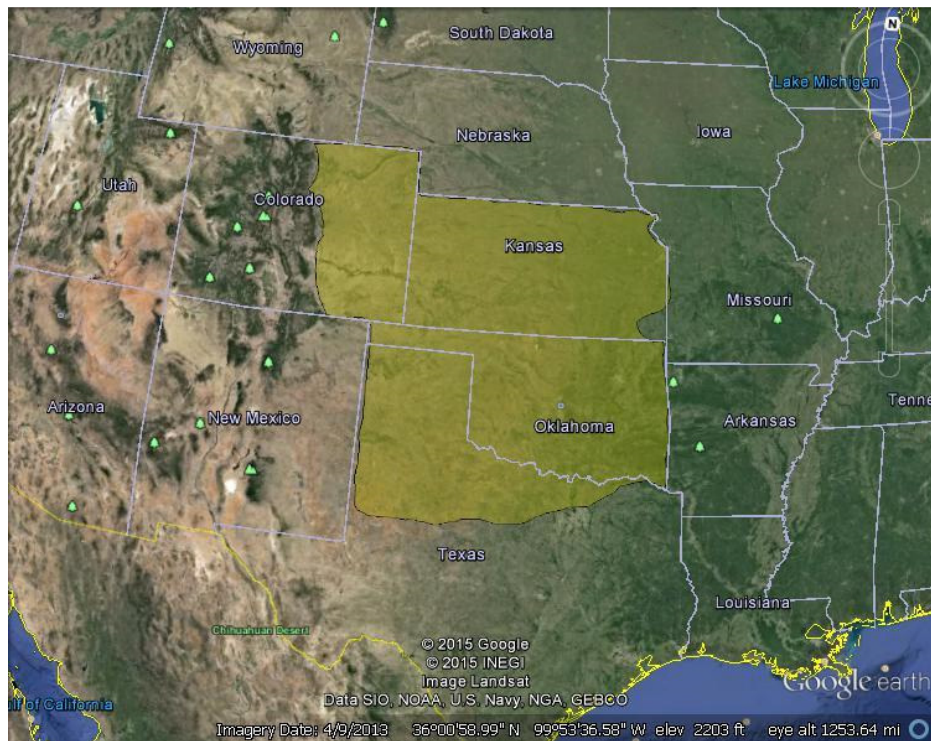 South Dakota
Wyoming
N
Lake Michigan
Nebraska
Iowa
Utah
Colorado
Kansas
Missouri
Arizona
New Mexico
Oklahoma
Arkansas
Tenne
Texas
Louisiana
Chihuahuan Desert
© 2015 Google
© 2015 INEGI
Image Landsat
Data SIO, NOAA, U.S. Navy, NGA, GEBCO
Google earth
ulf of California
Imagery Date: 4/9/2013 36°00'58.99" N 99°53'36.58" W elev 2203 ft eye alt 1253.64 mi